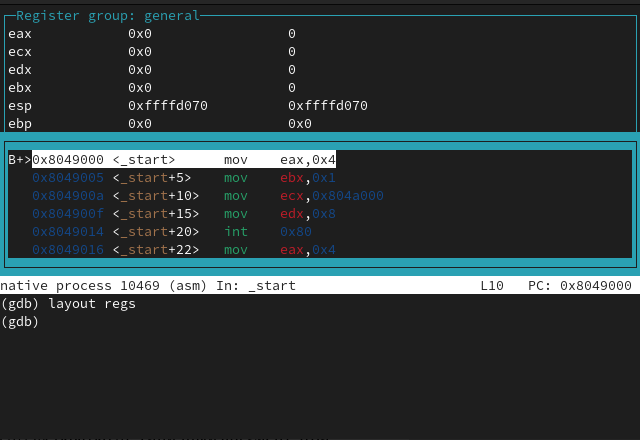 Register group: general
eax 0x0 0
ecx 0x0 0
edx 0x0 0
ebx 0x0 0
esp 0xffffd070 0xffffd070
ebp 0x0 0x0
B+>0x8049000 <_start> mov eax,0x4
0x8049005 <_start+5> mov ebx,0x1
0x804900a <_start+10> mov ecx,0x804a000
0x804900f <_start+15> mov edx,0x8
0x8049014 <_start+20> int 0x80
0x8049016 <_start+22> mov eax,0x4
native process 10469 (asm) In: _start L10 PC: 0x8049000
(gdb) layout regs
(gdb)